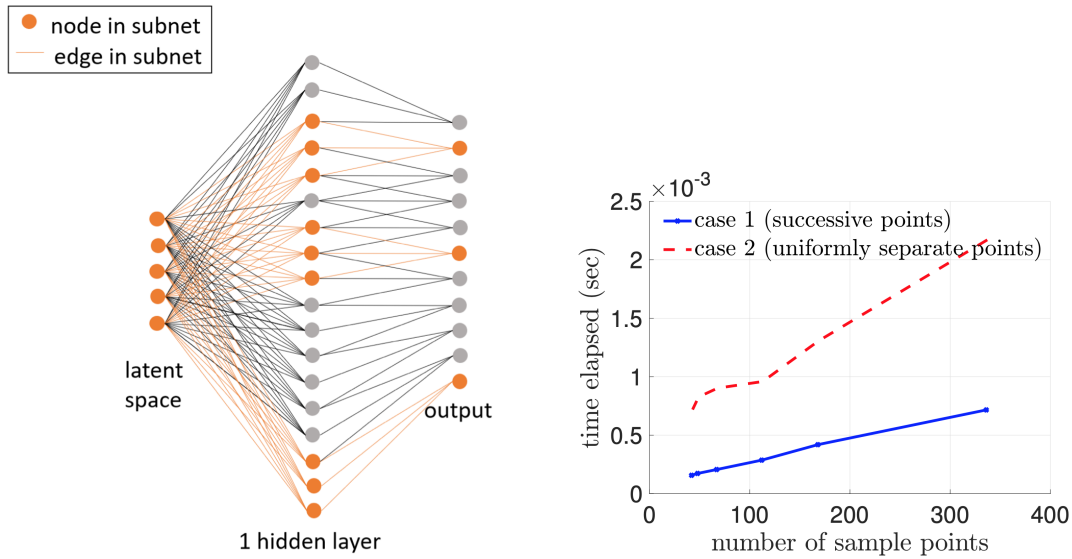 node in subnet
edge in subnet
latent
space
output
1 hidden layer
×10⁻³
2.5
2
1.5
1
0.5
0
case 1 (successive points)
case 2 (uniformly separate points)
time elapsed (sec)
0 100 200 300 400
number of sample points